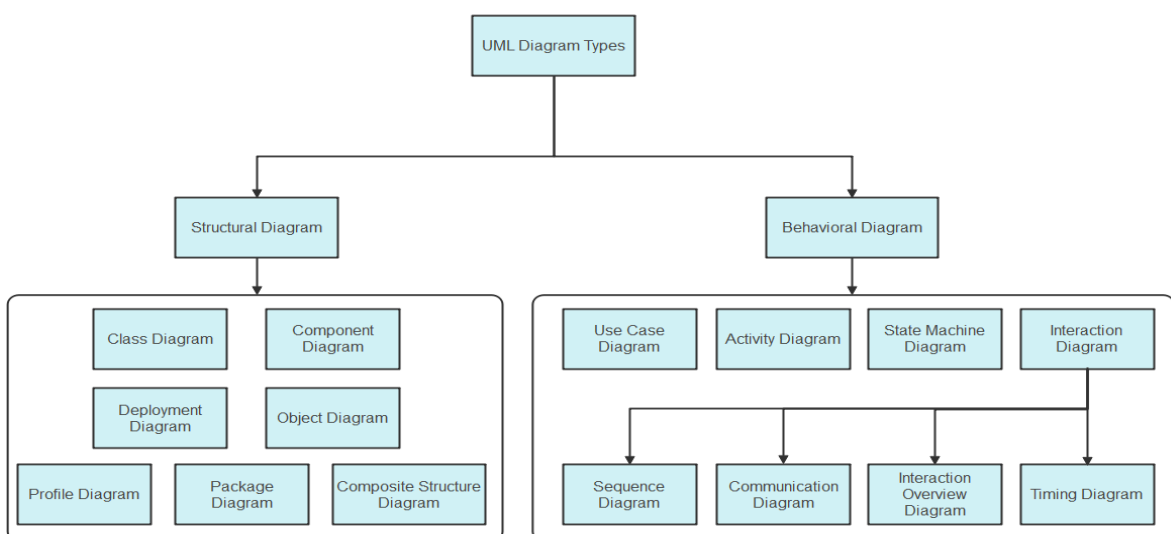 UML Diagram Types
Structural Diagram
Behavioral Diagram
Class Diagram
Component
Diagram
Deployment
Diagram
Object Diagram
Profile Diagram
Package
Diagram
Composite Structure
Diagram
Use Case
Diagram
Activity Diagram
State Machine
Diagram
Interaction
Diagram
Sequence
Diagram
Communication
Diagram
Interaction
Overview
Diagram
Timing Diagram